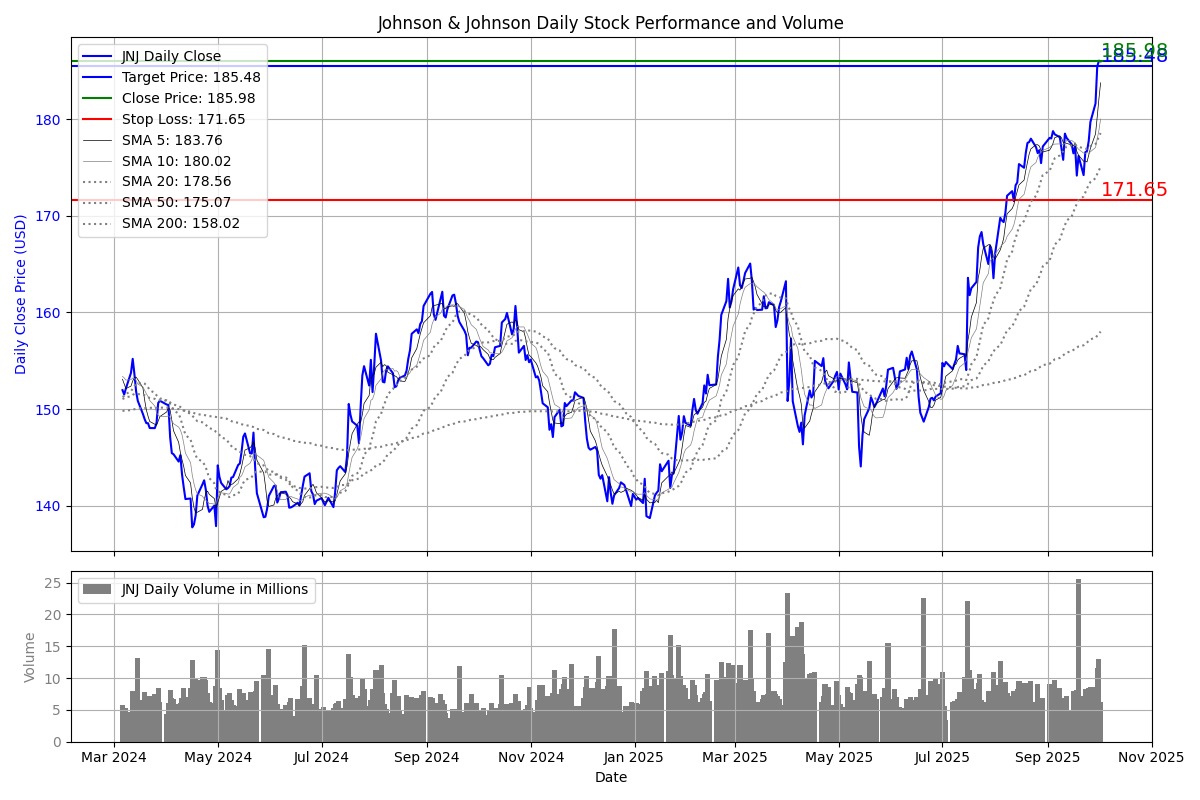 Johnson & Johnson Daily Stock Performance and Volume
JNJ Daily Close
Target Price: 185.48
Close Price: 185.98
Stop Loss: 171.65
SMA 5: 183.76
SMA 10: 180.02
SMA 20: 178.56
SMA 50: 175.07
SMA 200: 158.02
185.98
185.48
171.65
180
170
160
150
140
Daily Close Price (USD)
JNJ Daily Volume in Millions
25
20
15
10
5
0
Volume
Mar 2024 May 2024 Jul 2024 Sep 2024 Nov 2024 Jan 2025 Mar 2025 May 2025 Jul 2025 Sep 2025 Nov 2025
Date